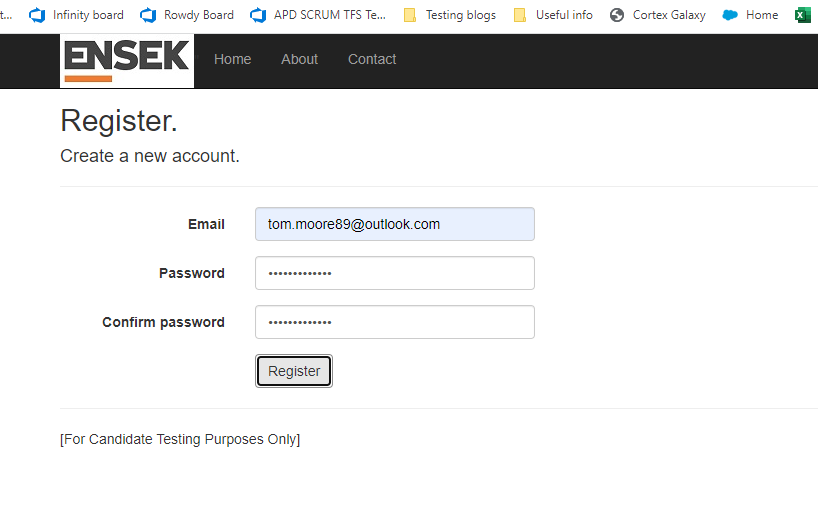 t... Infinity board Rowdy Board APD SCRUM TFS Te... Testing blogs Useful info Cortex Galaxy Home
ENSEK Home About Contact
Register.
Create a new account.
Email tom.moore89@outlook.com
Password •••••••••••••
Confirm password •••••••••••••
Register
[For Candidate Testing Purposes Only]